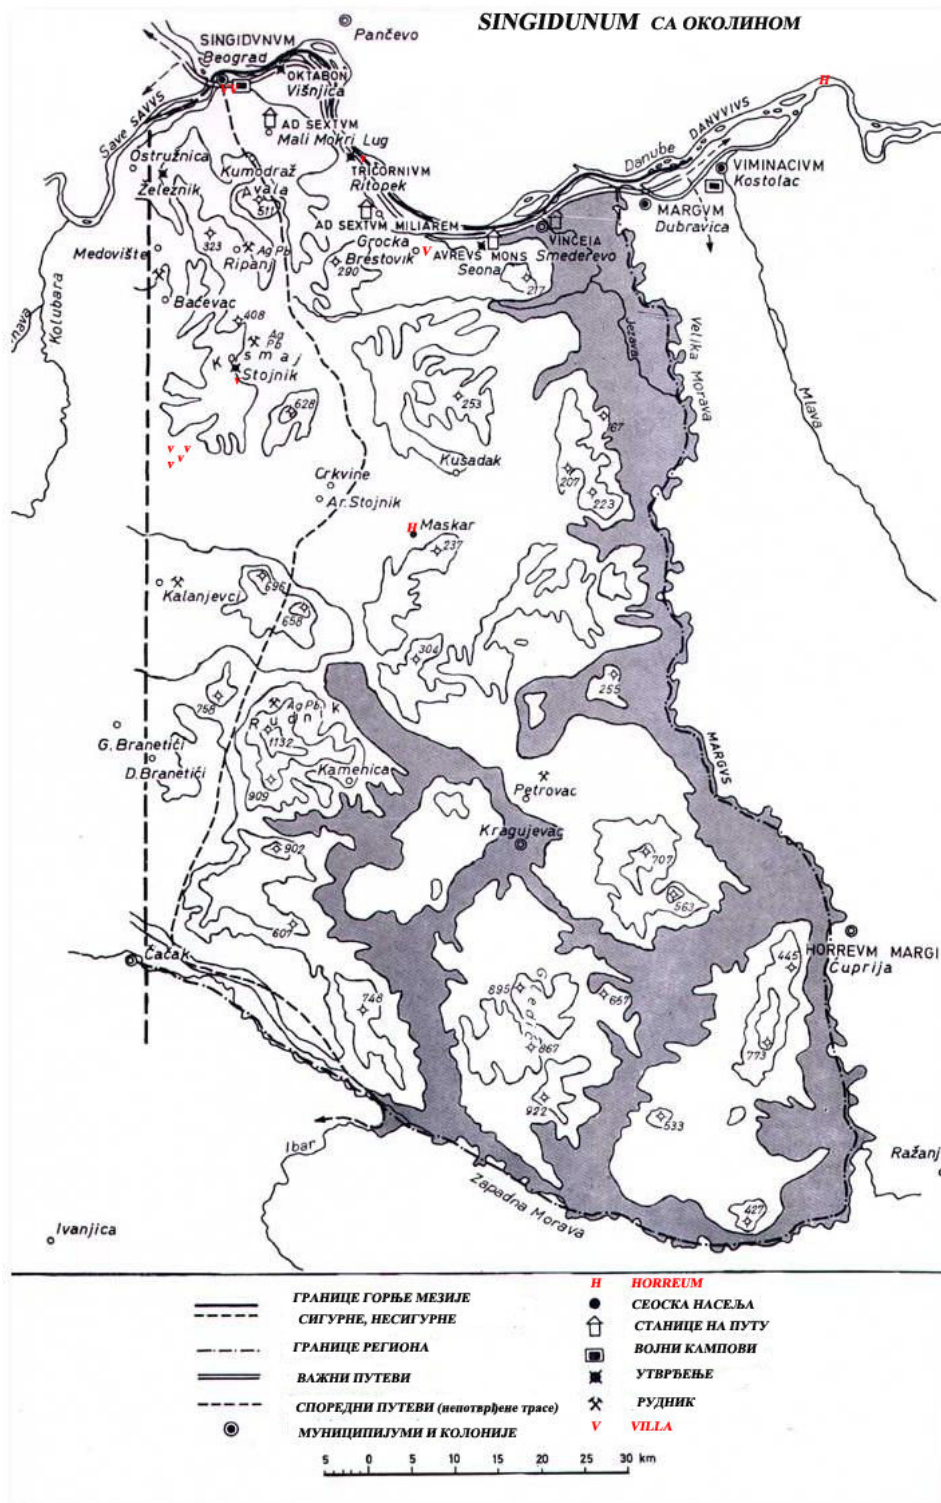 SINGIDUNUM СА ОКОЛИНОМ
Pančevo
SINGIDVNVM
Beograd
OKTABON
Višnjica
AD SEXTVM
Mali Mokri Lug
Save SAVVS
Ostružnica
Železnik
Kumodraž
Avala
511
TRICORNIVM
Ritopek
Danube
DANVVIVS
H
VIMINACIVM
Kostolac
MARGVM
Dubravica
AD SEXTVM MILIAREM
Grocka
Brestovik
290
V
AVREVS MONS
Seona
VINCEIA
Smederevo
217
Medovište
323
Ag Pb
Ripanj
Baćevac
408
Ag
Pb
Kosmaj
Stojnik
628
253
Kusadak
Jezava
Velika Morava
Mlava
Kolubara
nava
V V
V V
Crkvine
Ar. Stojnik
H
Maskar
237
167
207
223
Kalanjevci
696
658
304
255
758
Ag Pb
Rudnik
1132
909
Kamenica
G. Branetići
D. Branetići
MARGVS
Petrovac
Kragujevac
902
707
563
607
Čačak
HORREVM MARGI
Ćuprija
445
748
895
Gledić
667
867
773
922
533
Ibar
Ražanj
Zapadna Morava
427
Ivanjica
ГРАНИЦЕ ГОРЊЕ МЕЗИЈЕ
СИГУРНЕ, НЕСИГУРНЕ
ГРАНИЦЕ РЕГИОНА
ВАЖНИ ПУТЕВИ
СПОРЕДНИ ПУТЕВИ (непотврђене трасе)
МУНИЦИПИЈУМИ И КОЛОНИЈЕ
H HORREUM
СЕОСКА НАСЕЉА
СТАНИЦЕ НА ПУТУ
ВОЈНИ КАМПОВИ
УТВРЂЕЊЕ
РУДНИК
V VILLA
5 0 5 10 15 20 25 30 km